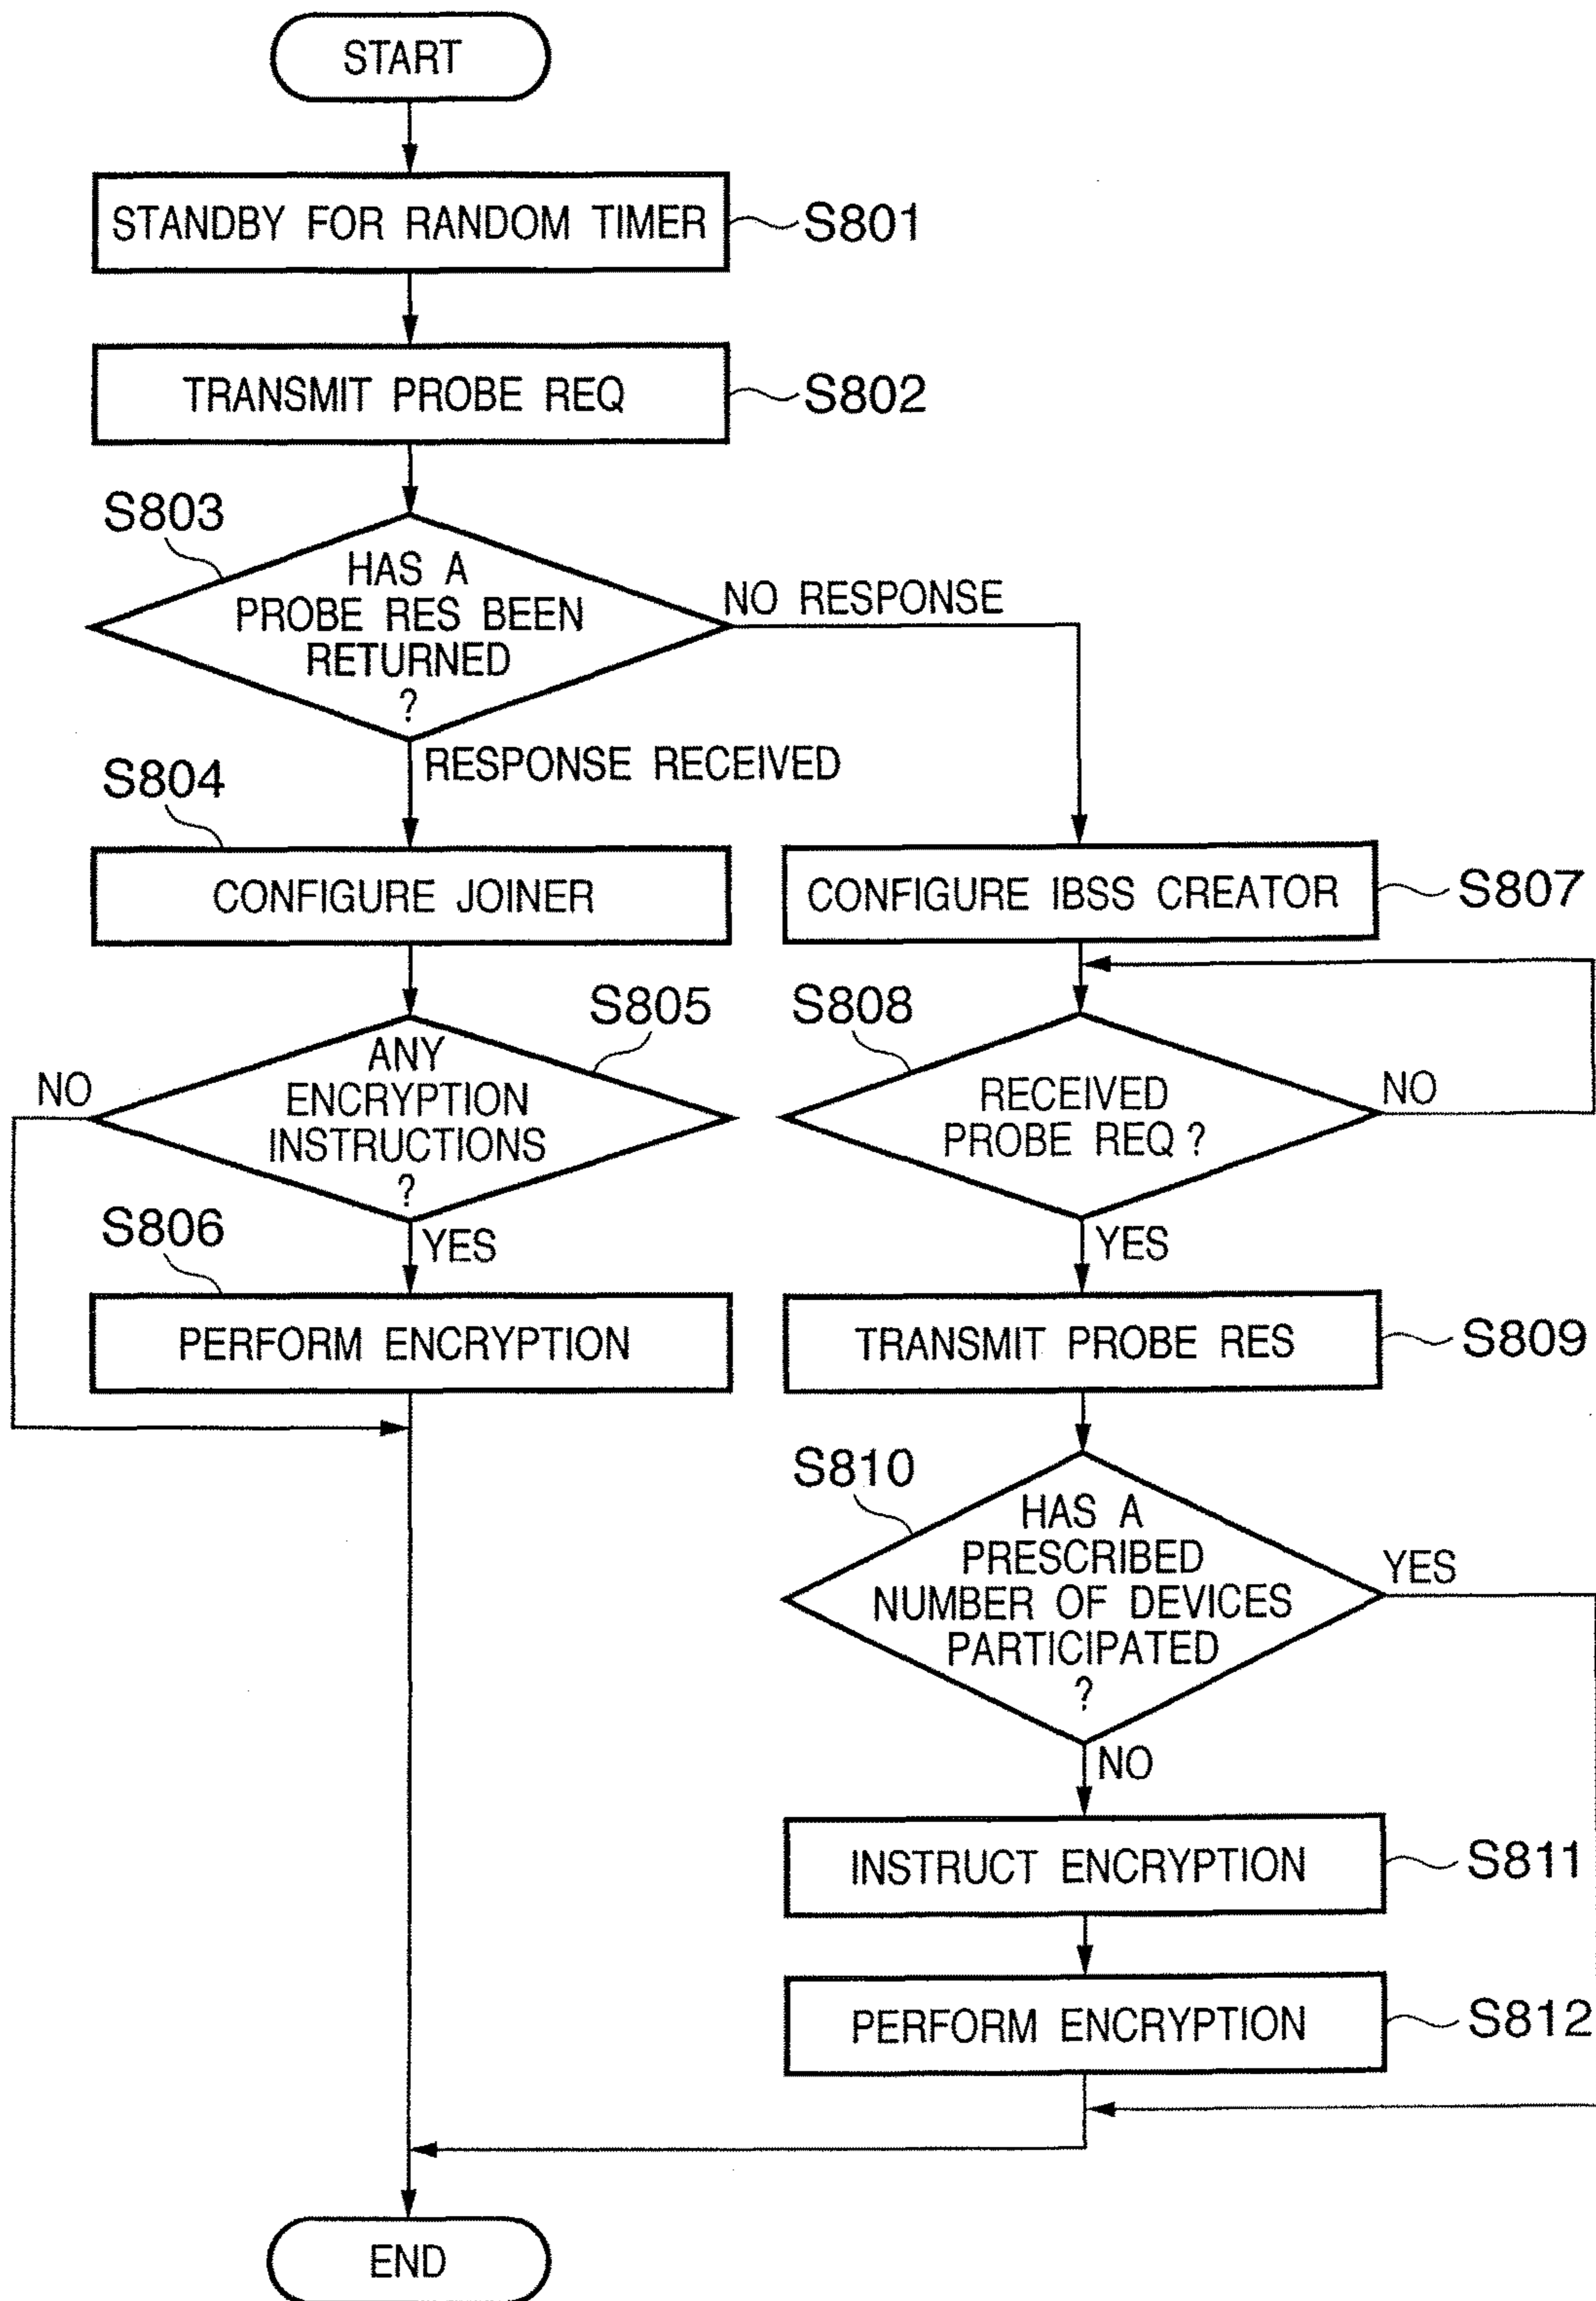 START
STANDBY FOR RANDOM TIMER
S801
TRANSMIT PROBE REQ
S802
S803
HAS A
PROBE RES BEEN
RETURNED
?
NO RESPONSE
RESPONSE RECEIVED
S804
CONFIGURE JOINER
CONFIGURE IBSS CREATOR
S807
S805
ANY
ENCRYPTION
INSTRUCTIONS
?
NO
YES
S806
PERFORM ENCRYPTION
S808
RECEIVED
PROBE REQ ?
NO
YES
TRANSMIT PROBE RES
S809
S810
HAS A
PRESCRIBED
NUMBER OF DEVICES
PARTICIPATED
?
YES
NO
INSTRUCT ENCRYPTION
S811
PERFORM ENCRYPTION
S812
END